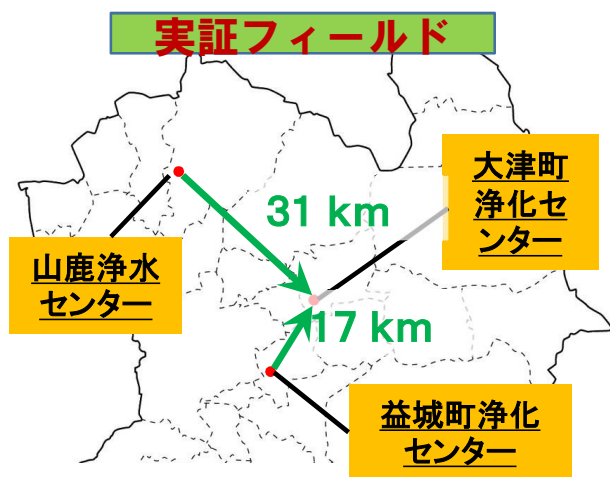 実証フィールド
大津町
浄化セ
ンター
31 km
山鹿浄水
センター
17 km
益城町浄化
センター